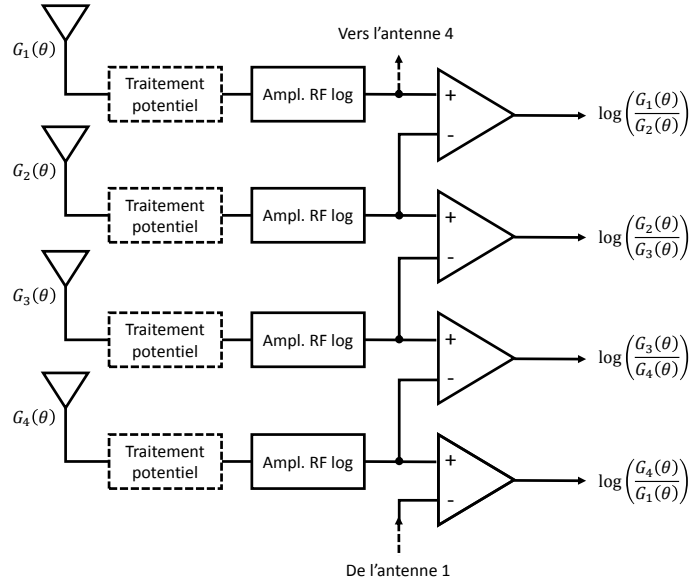 Vers l'antenne 4
G₁(θ)
Traitement
potentiel
Ampl. RF log
+
-
log(G₁(θ)/G₂(θ))
G₂(θ)
Traitement
potentiel
Ampl. RF log
+
-
log(G₂(θ)/G₃(θ))
G₃(θ)
Traitement
potentiel
Ampl. RF log
+
-
log(G₃(θ)/G₄(θ))
G₄(θ)
Traitement
potentiel
Ampl. RF log
+
-
log(G₄(θ)/G₁(θ))
De l'antenne 1